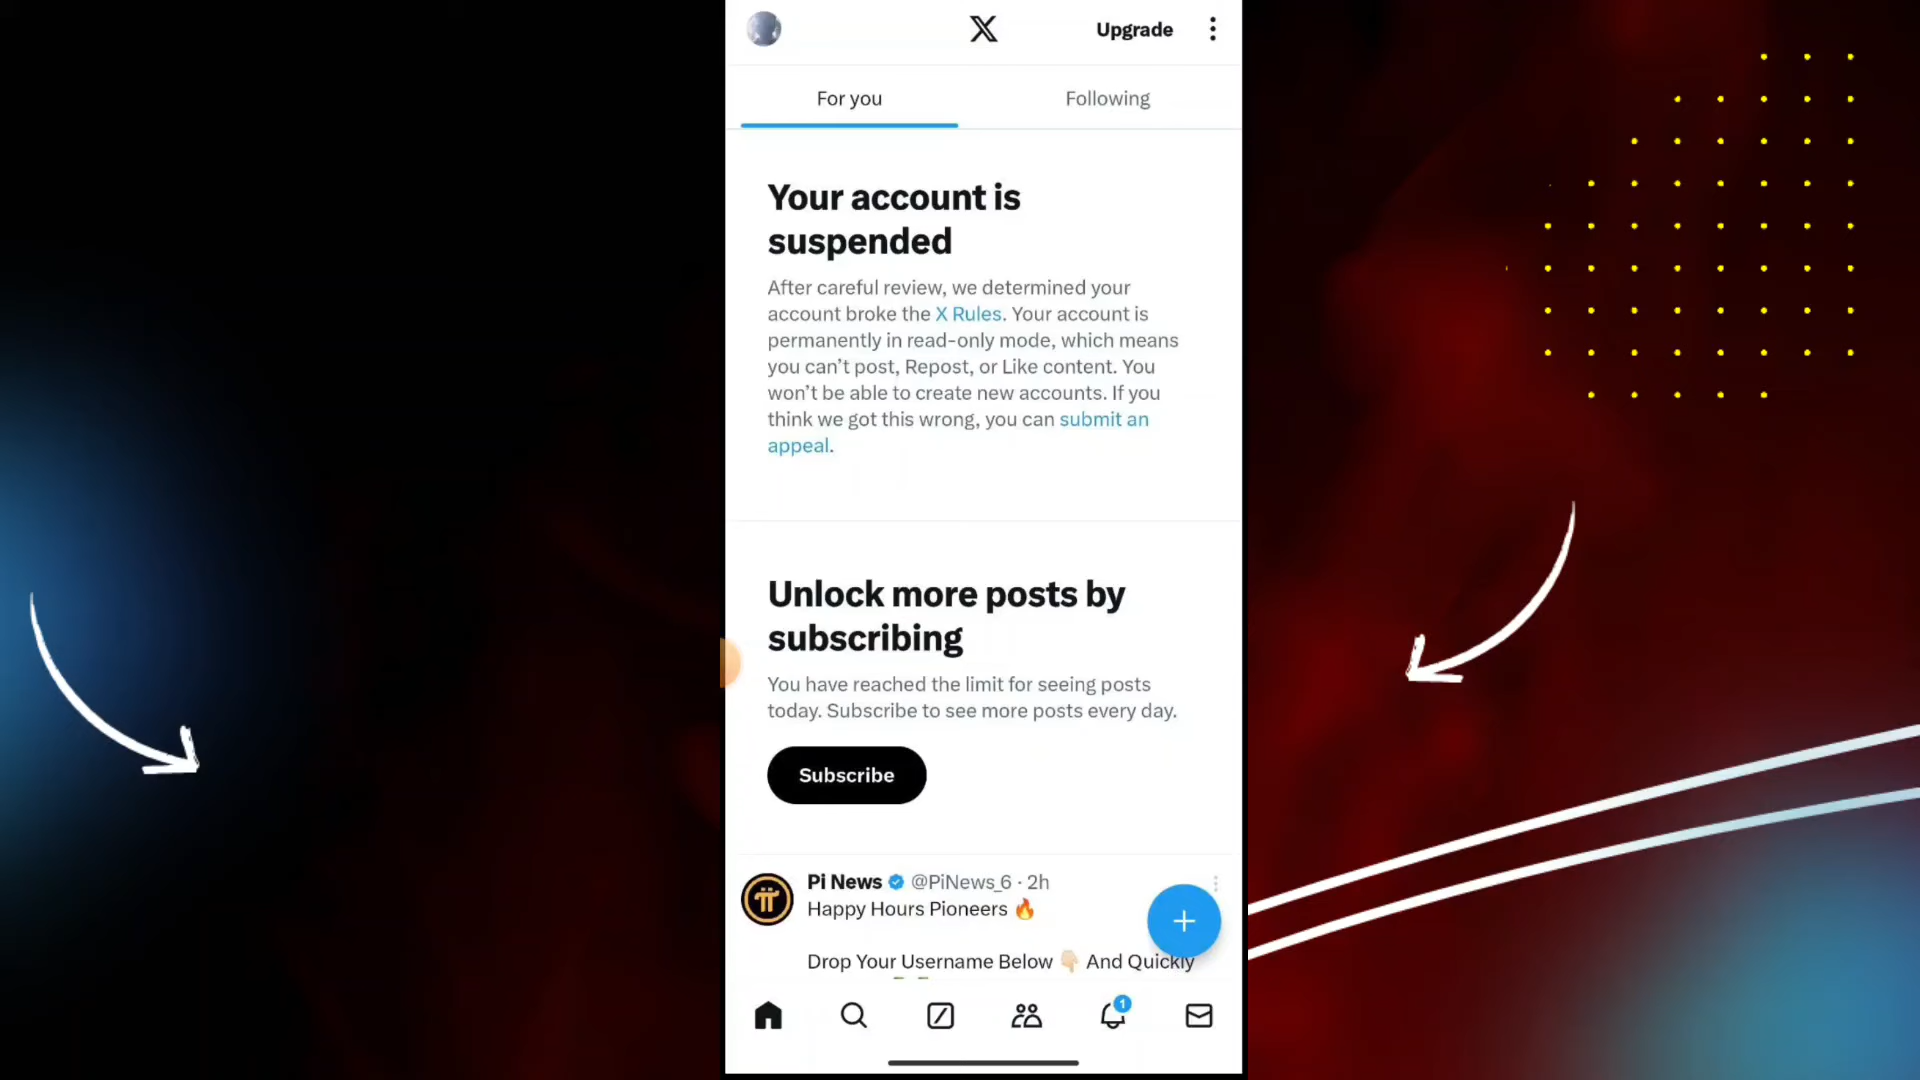 X
Upgrade
For you
Following
Your account is
suspended
After careful review, we determined your
account broke the X Rules. Your account is
permanently in read-only mode, which means
you can’t post, Repost, or Like content. You
won’t be able to create new accounts. If you
think we got this wrong, you can submit an
appeal.
Unlock more posts by
subscribing
You have reached the limit for seeing posts
today. Subscribe to see more posts every day.
Subscribe
Pi News @PiNews_6 · 2h
Happy Hours Pioneers 🔥
Drop Your Username Below 👇🏻 And Quickly
1